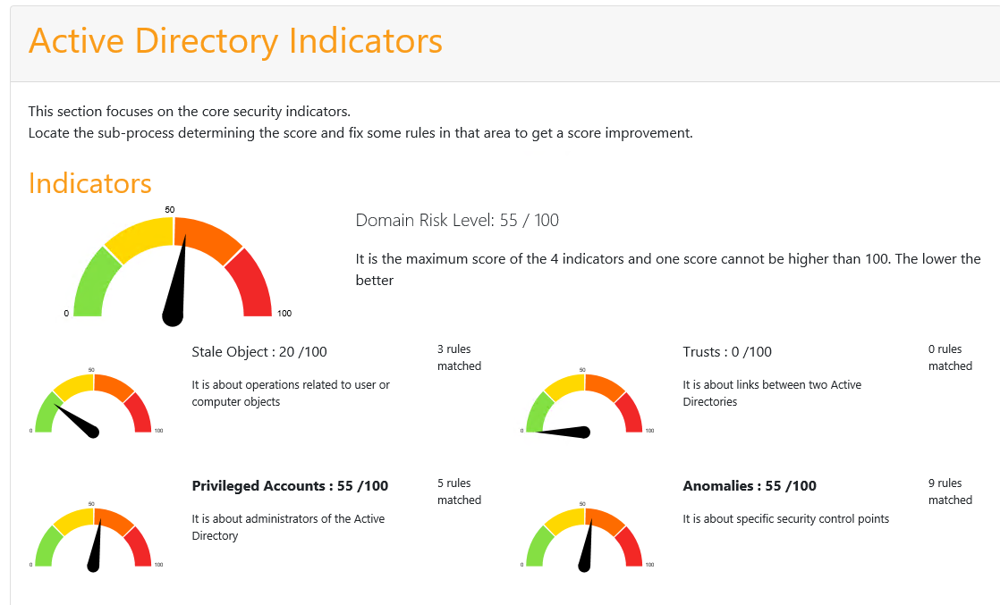 Active Directory Indicators
This section focuses on the core security indicators.
Locate the sub-process determining the score and fix some rules in that area to get a score improvement.
Indicators
50
0
100
Domain Risk Level: 55 / 100
It is the maximum score of the 4 indicators and one score cannot be higher than 100. The lower the
better
50
0
100
Stale Object : 20 /100
It is about operations related to user or
computer objects
3 rules
matched
50
0
100
Trusts : 0 /100
It is about links between two Active
Directories
0 rules
matched
50
0
100
Privileged Accounts : 55 /100
It is about administrators of the Active
Directory
5 rules
matched
50
0
100
Anomalies : 55 /100
It is about specific security control points
9 rules
matched